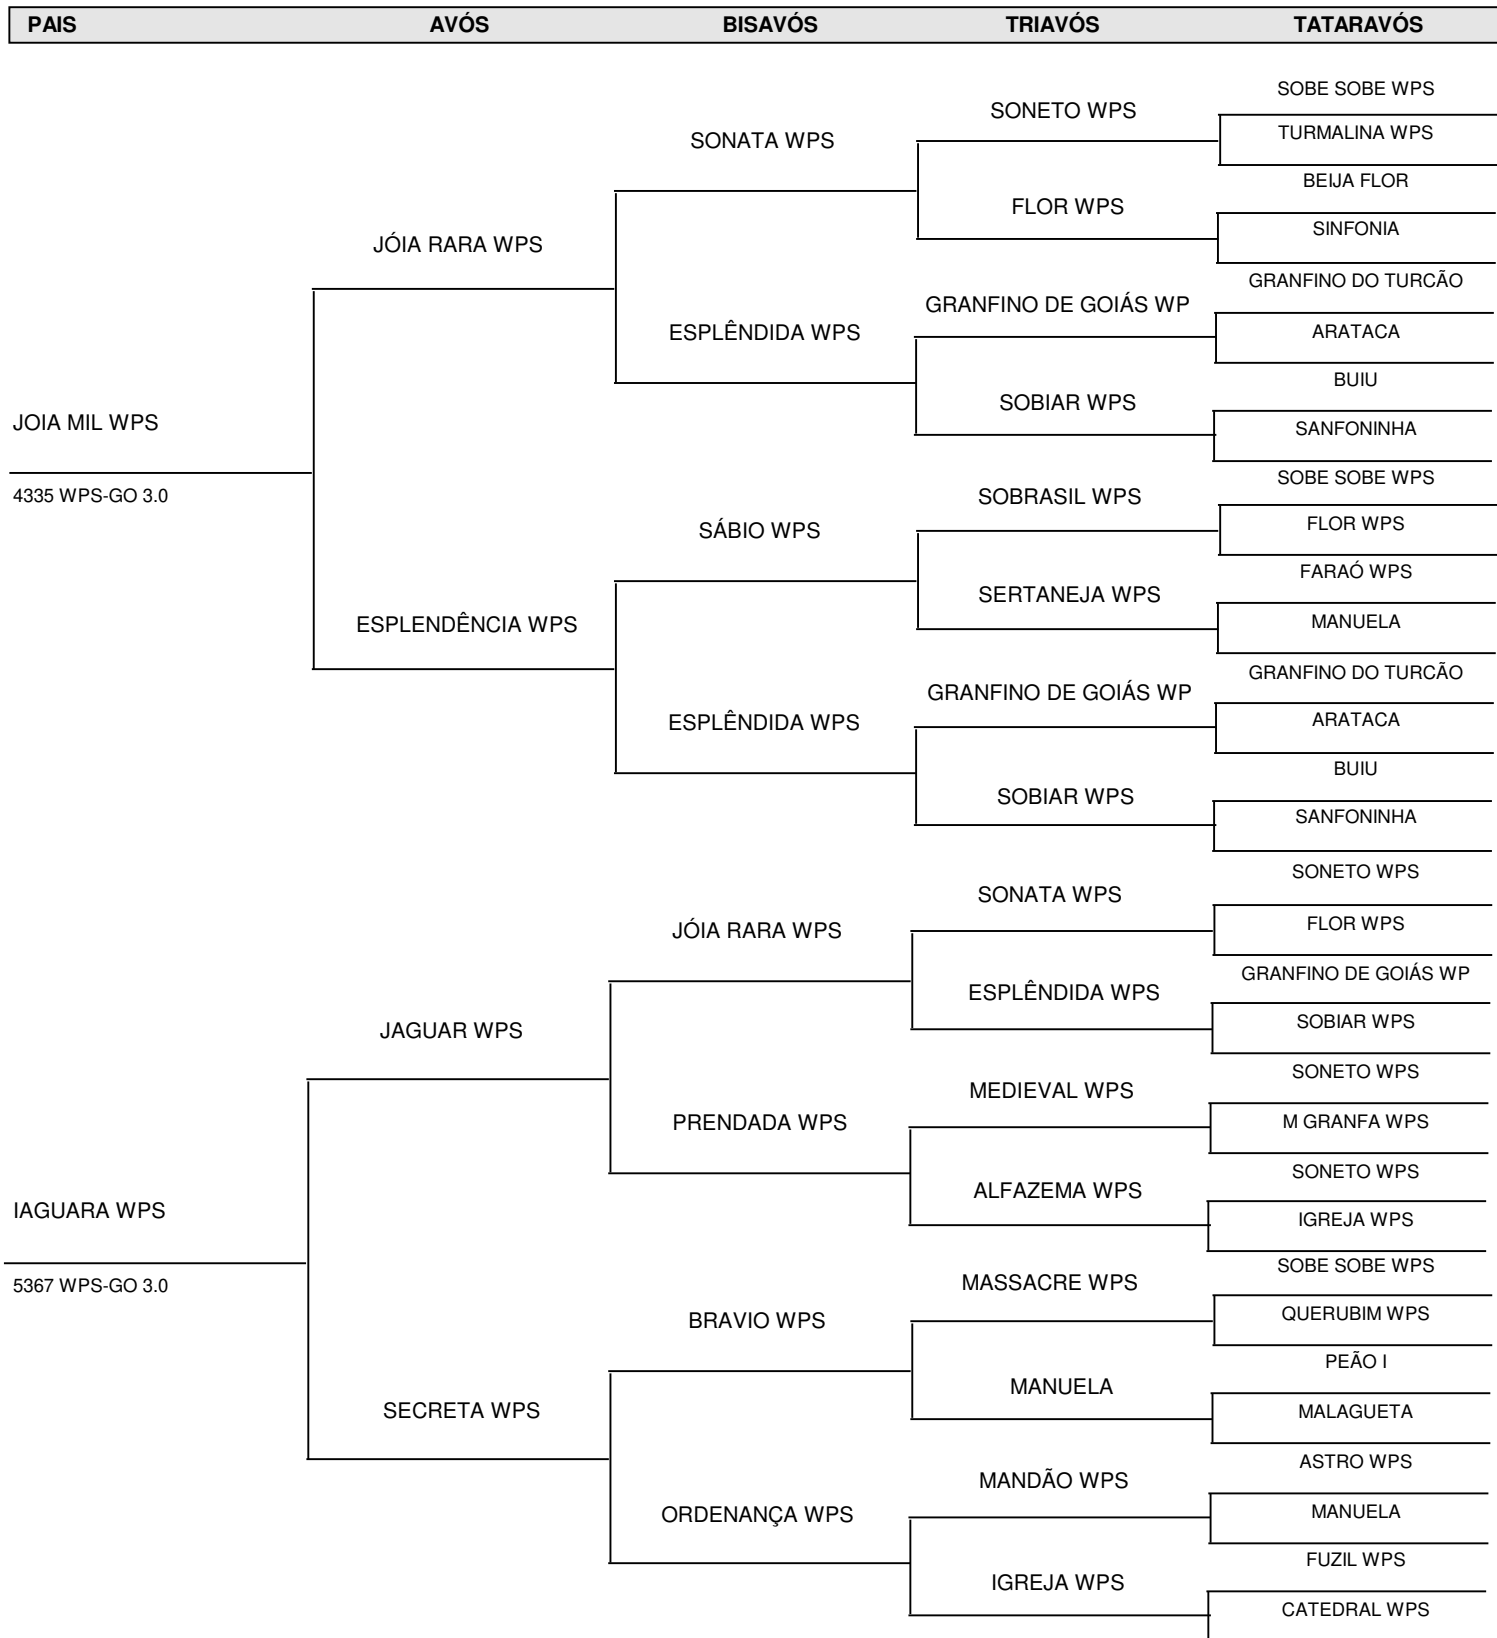 PAIS AVÓS BISAVÓS TRIAVÓS TATARAVÓS
SOBE SOBE WPS
SONETO WPS
TURMALINA WPS
SONATA WPS
BEIJA FLOR
FLOR WPS
SINFONIA
JÓIA RARA WPS
GRANFINO DO TURCÃO
GRANFINO DE GOIÁS WP
ARATACA
ESPLÊNDIDA WPS
BUIU
SOBIAR WPS
SANFONINHA
JOIA MIL WPS
4335 WPS-GO 3.0
SOBE SOBE WPS
SOBRASIL WPS
FLOR WPS
SÁBIO WPS
FARAÓ WPS
SERTANEJA WPS
MANUELA
ESPLENDÊNCIA WPS
GRANFINO DO TURCÃO
GRANFINO DE GOIÁS WP
ARATACA
ESPLÊNDIDA WPS
BUIU
SOBIAR WPS
SANFONINHA
SONETO WPS
SONATA WPS
FLOR WPS
JÓIA RARA WPS
GRANFINO DE GOIÁS WP
ESPLÊNDIDA WPS
SOBIAR WPS
JAGUAR WPS
SONETO WPS
MEDIEVAL WPS
M GRANFA WPS
PRENDADA WPS
SONETO WPS
ALFAZEMA WPS
IGREJA WPS
IAGUARA WPS
5367 WPS-GO 3.0
SOBE SOBE WPS
MASSACRE WPS
QUERUBIM WPS
BRAVIO WPS
PEÃO I
MANUELA
MALAGUETA
SECRETA WPS
ASTRO WPS
MANDÃO WPS
MANUELA
ORDENANÇA WPS
FUZIL WPS
IGREJA WPS
CATEDRAL WPS